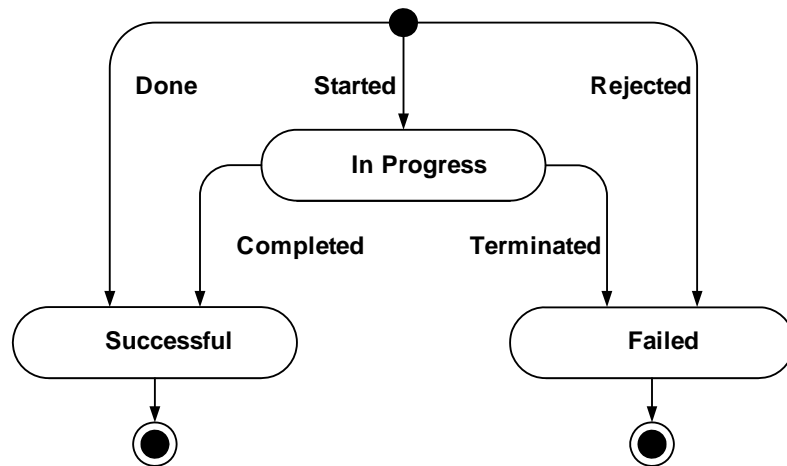 Done
Started
Rejected
In Progress
Completed
Terminated
Successful
Failed